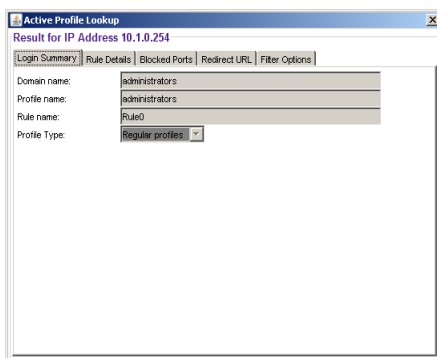 Active Profile Lookup
Result for IP Address 10.1.0.254
Login Summary Rule Details Blocked Ports Redirect URL Filter Options
Domain name: administrators
Profile name: administrators
Rule name: Rule0
Profile Type: Regular profiles